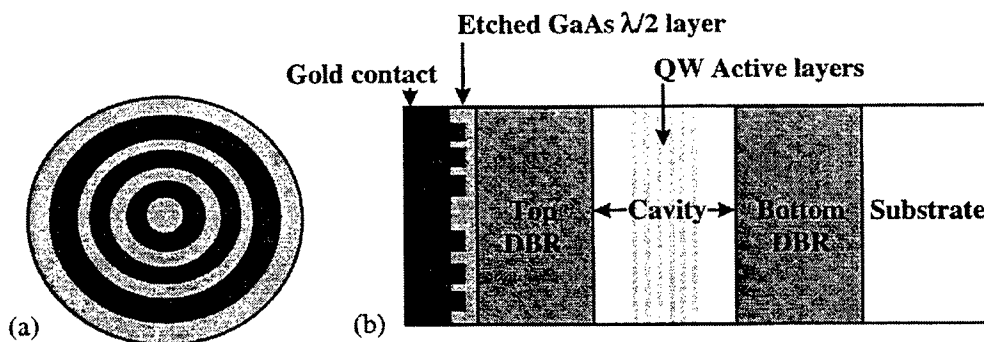 Etched GaAs λ/2 layer
Gold contact
QW Active layers
Top
DBR
Cavity
Bottom
DBR
Substrate
(a)
(b)